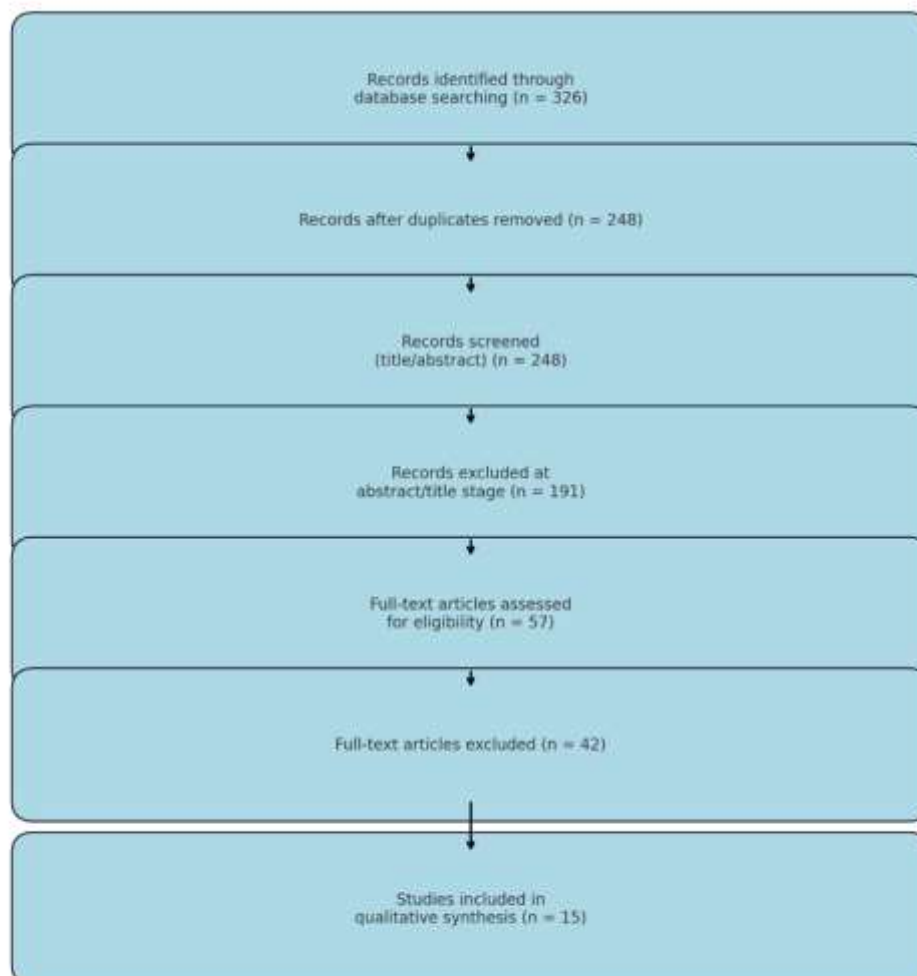 Records identified through
database searching (n = 326)
Records after duplicates removed (n = 248)
Records screened
(title/abstract) (n = 248)
Records excluded at
abstract/title stage (n = 191)
Full-text articles assessed
for eligibility (n = 57)
Full-text articles excluded (n = 42)
Studies included in
qualitative synthesis (n = 15)